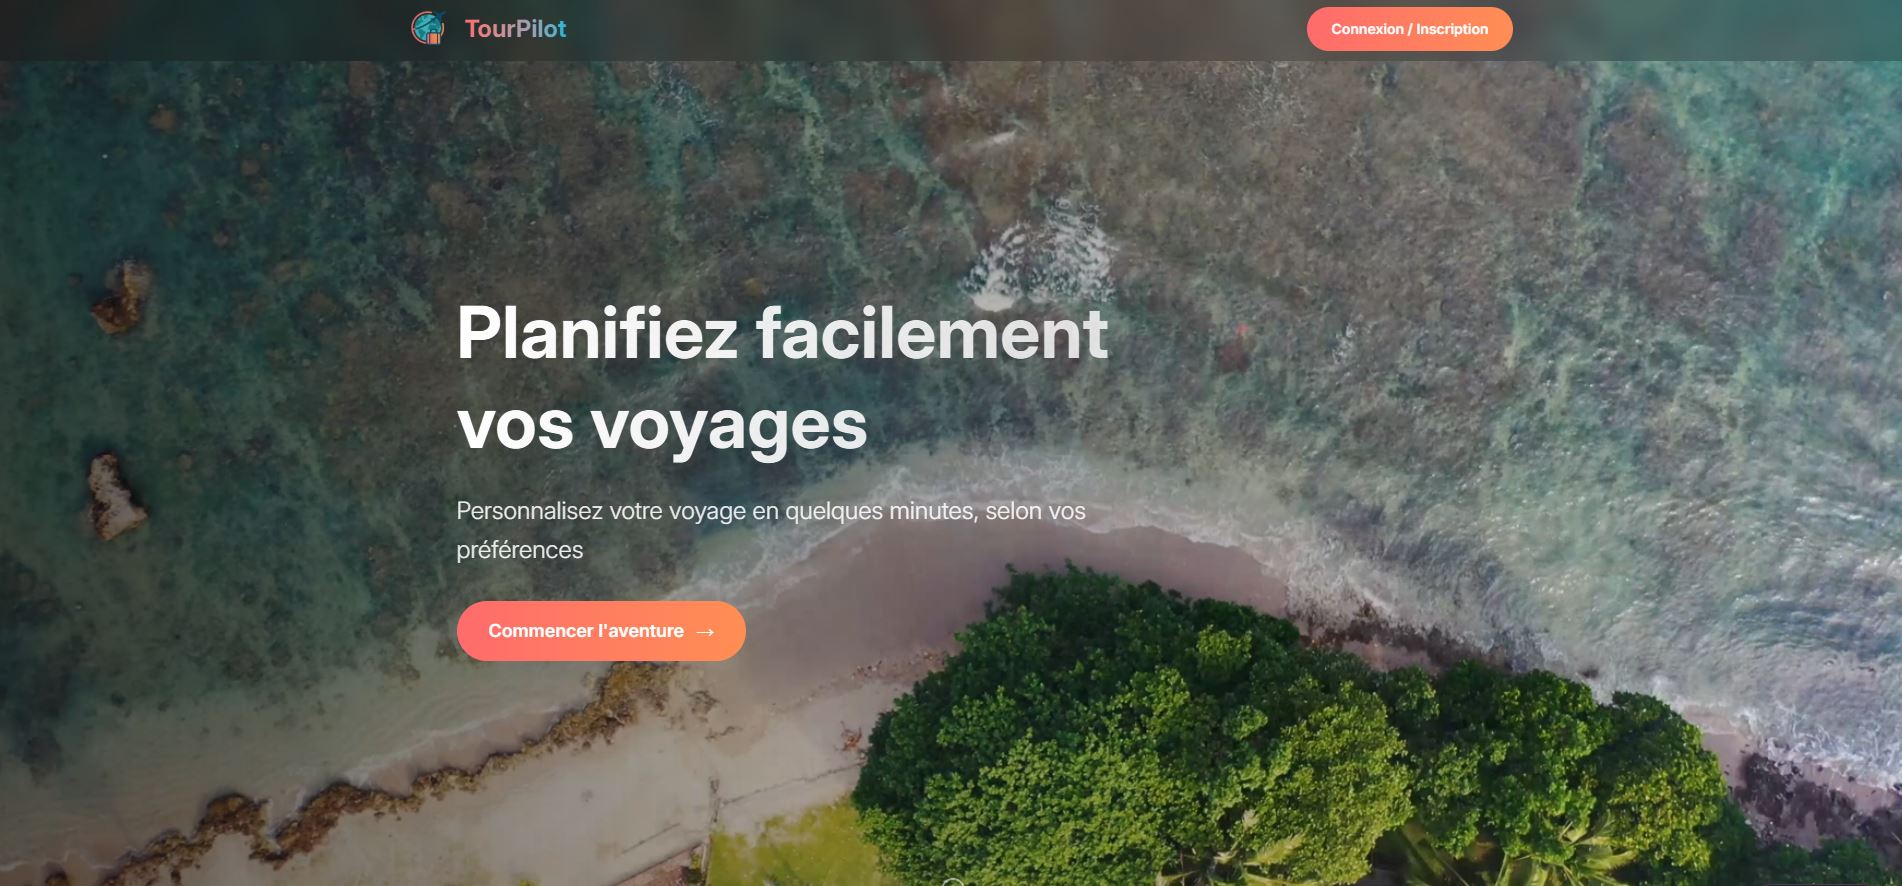 TourPilot
Connexion / Inscription
Planifiez facilement
vos voyages
Personnalisez votre voyage en quelques minutes, selon vos
préférences
Commencer l'aventure →